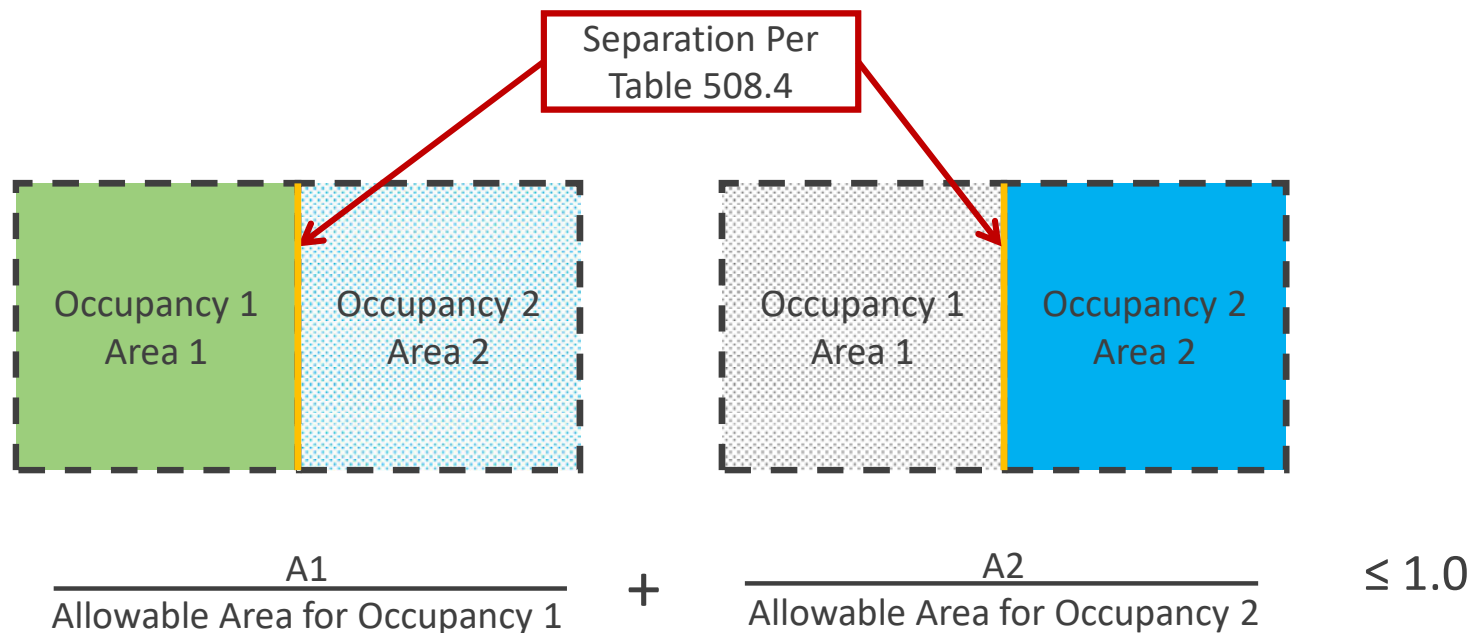 Separation Per
Table 508.4
Occupancy 1
Area 1
Occupancy 2
Area 2
Occupancy 1
Area 1
Occupancy 2
Area 2
A1
Allowable Area for Occupancy 1
+
A2
Allowable Area for Occupancy 2
≤ 1.0